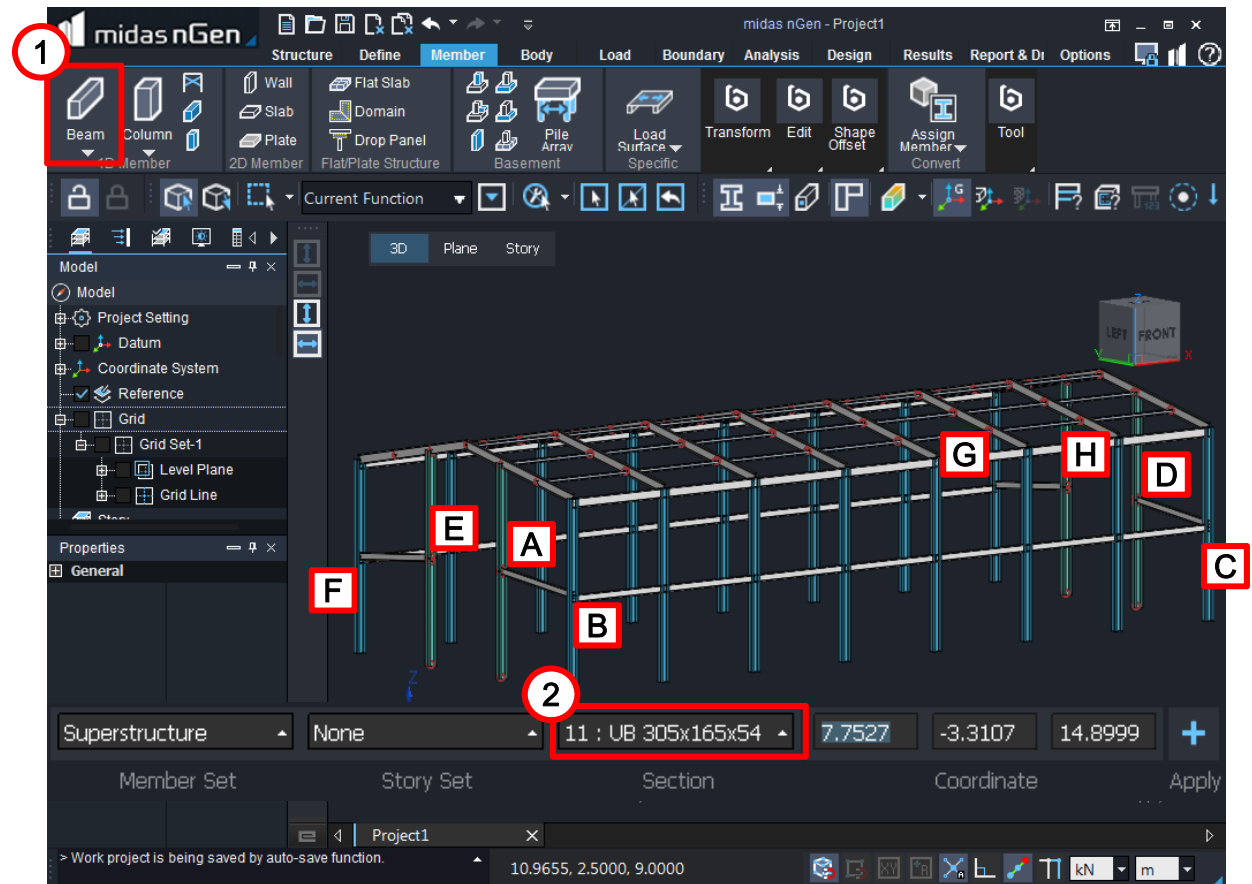 1
midas nGen
midas nGen - Project1
Structure
Define
Member
Body
Load
Boundary
Analysis
Design
Results
Report & Dr
Options
Beam
Column
Wall
Slab
Plate
Flat Slab
Domain
Drop Panel
Pile
Array
Load
Surface
Transform
Edit
Shape
Offset
Assign
Member
Tool
1D Member
2D Member
Flat/Plate Structure
Basement
Specific
Convert
Current Function
G
123
Model
3D
Plane
Story
Model
Project Setting
Datum
Coordinate System
Reference
Grid
Grid Set-1
Level Plane
Grid Line
Story
Z
LEFT
FRONT
Y
X
G
H
D
E
A
C
F
B
Properties
General
Z
2
Superstructure
None
11 : UB 305x165x54
7.7527
-3.3107
14.8999
Member Set
Story Set
Section
Coordinate
Apply
Project1
> Work project is being saved by auto-save function.
10.9655, 2.5000, 9.0000
kN
m